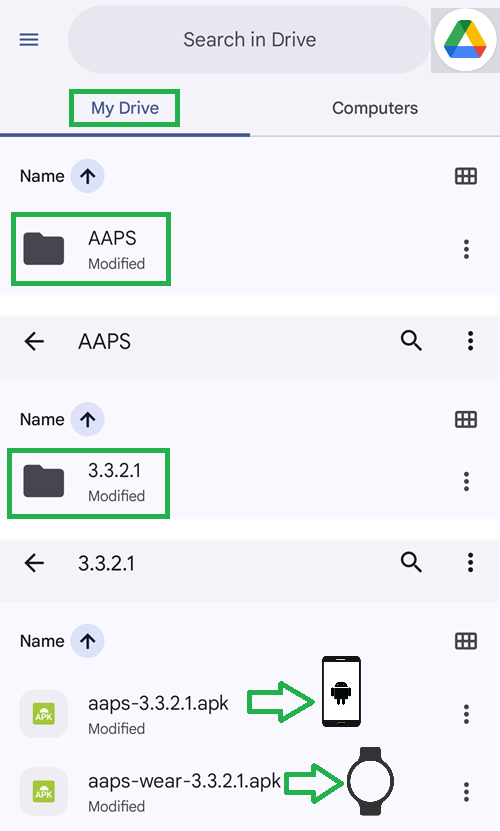 Search in Drive
My Drive
Computers
Name
AAPS
Modified
AAPS
Name
3.3.2.1
Modified
3.3.2.1
Name
APK
aaps-3.3.2.1.apk
Modified
APK
aaps-wear-3.3.2.1.apk
Modified